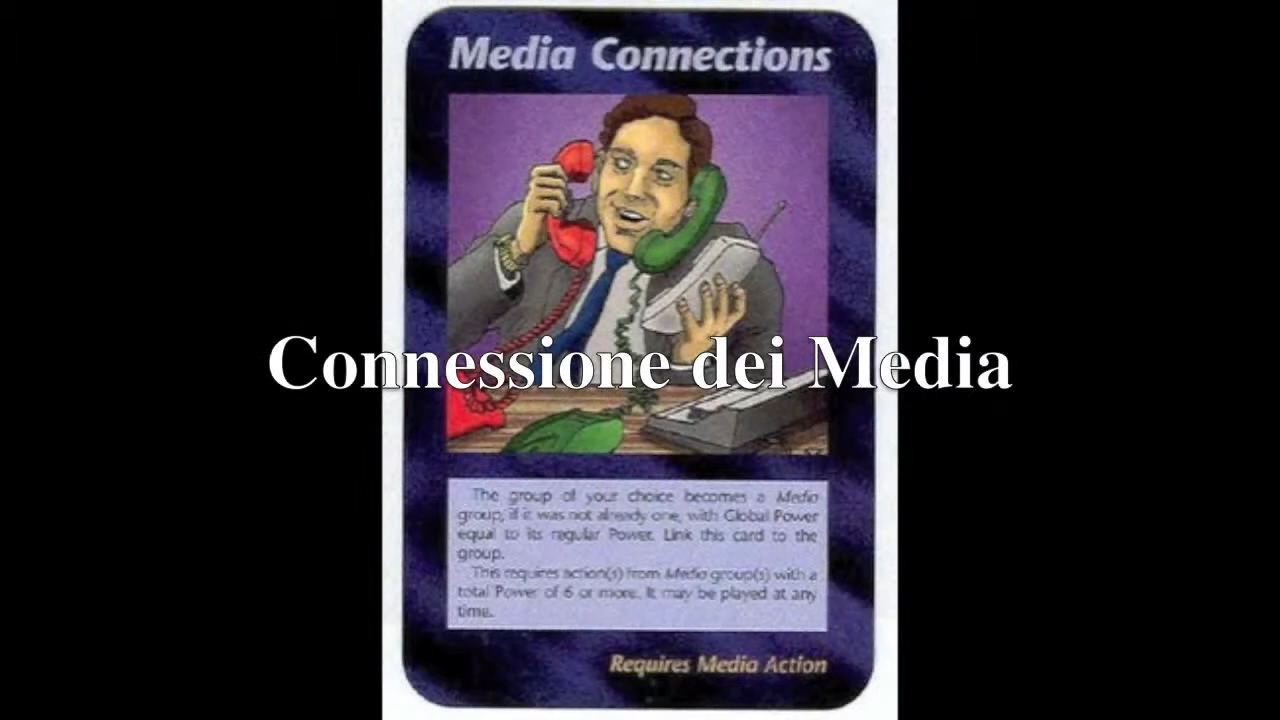 Media Connections
Connessione dei Media
The group of your choice becomes a Media
group, if it was not already one, with Global Power
equal to its regular Power. Link this card to the
group.
This requires action(s) from Media group(s) with a
total Power of 6 or more. It may be played at any
time.
Requires Media Action